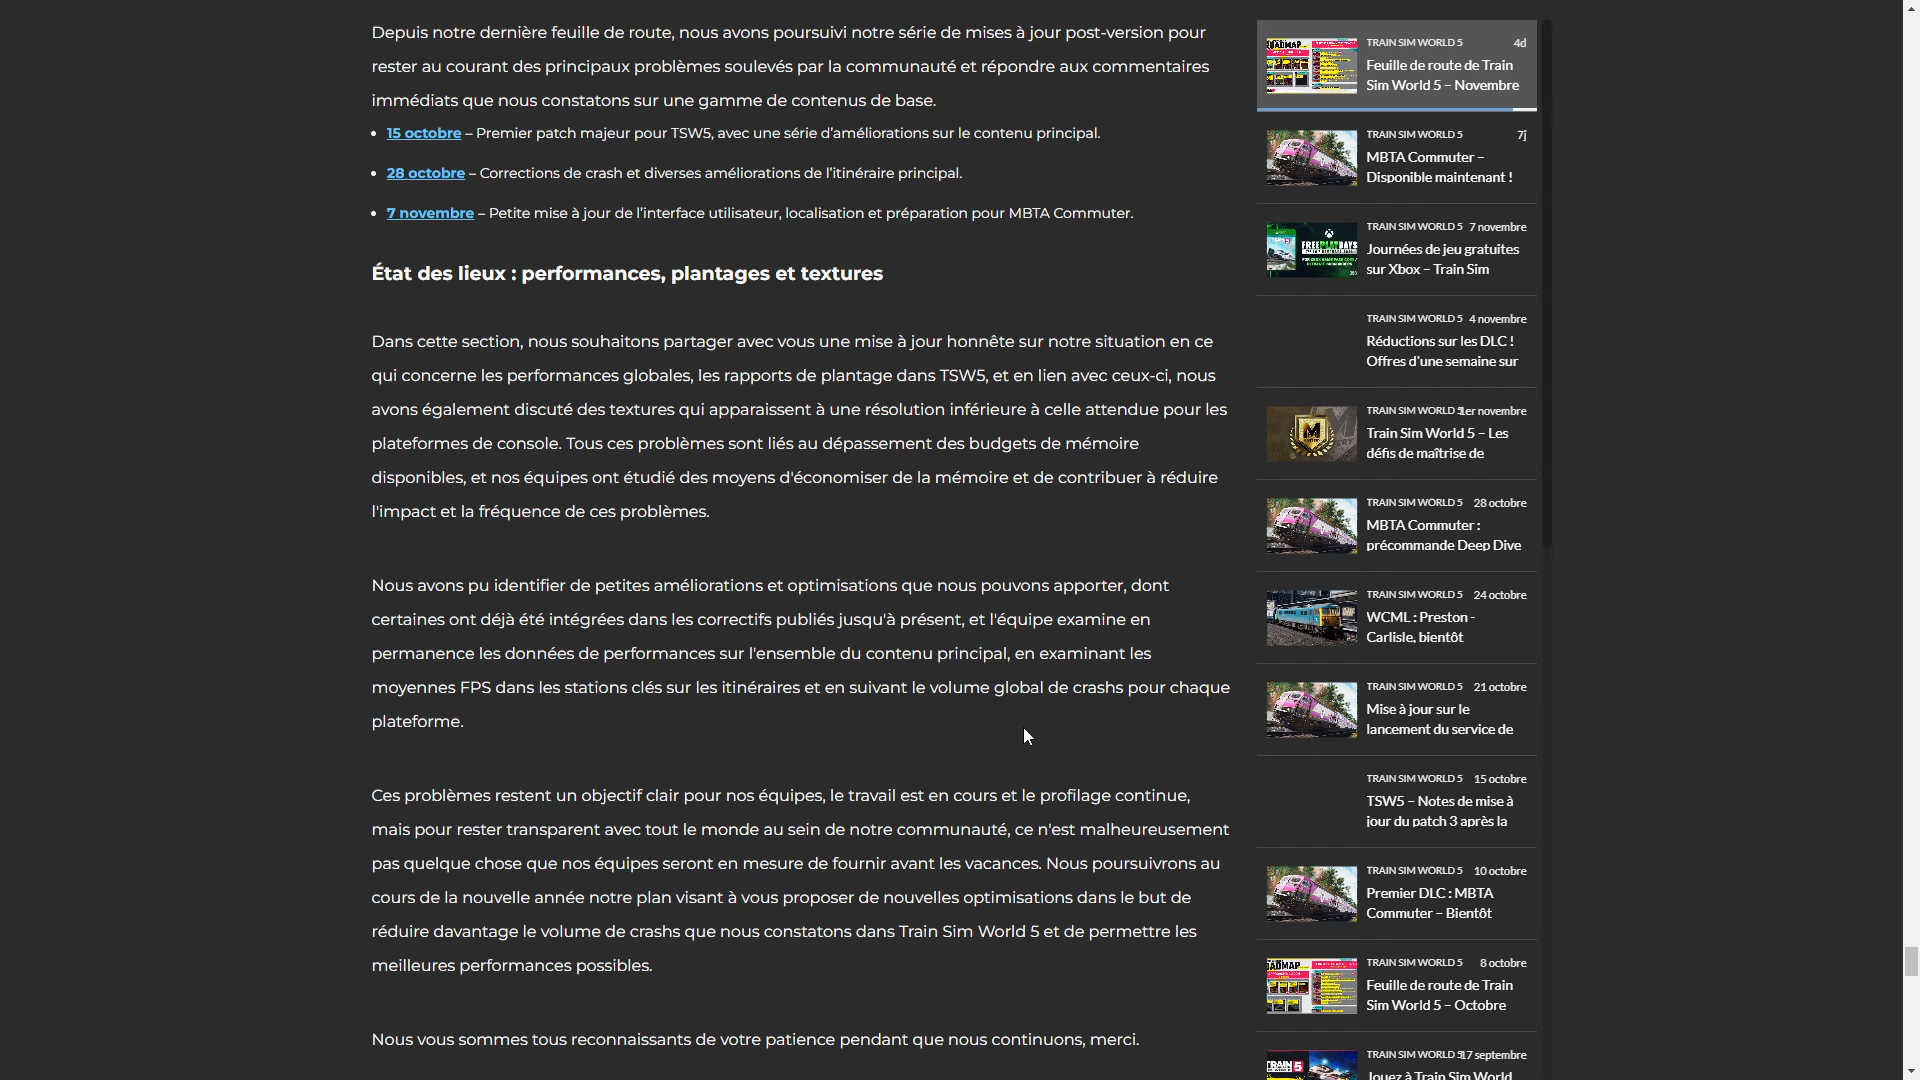 Depuis notre dernière feuille de route, nous avons poursuivi notre série de mises à jour post-version pour
rester au courant des principaux problèmes soulevés par la communauté et répondre aux commentaires
immédiats que nous constatons sur une gamme de contenus de base.
• 15 octobre – Premier patch majeur pour TSW5, avec une série d’améliorations sur le contenu principal.
• 28 octobre – Corrections de crash et diverses améliorations de l’itinéraire principal.
• 7 novembre – Petite mise à jour de l’interface utilisateur, localisation et préparation pour MBTA Commuter.
État des lieux : performances, plantages et textures
Dans cette section, nous souhaitons partager avec vous une mise à jour honnête sur notre situation en ce
qui concerne les performances globales, les rapports de plantage dans TSW5, et en lien avec ceux-ci, nous
avons également discuté des textures qui apparaissent à une résolution inférieure à celle attendue pour les
plateformes de console. Tous ces problèmes sont liés au dépassement des budgets de mémoire
disponibles, et nos équipes ont étudié des moyens d'économiser de la mémoire et de contribuer à réduire
l'impact et la fréquence de ces problèmes.
Nous avons pu identifier de petites améliorations et optimisations que nous pouvons apporter, dont
certaines ont déjà été intégrées dans les correctifs publiés jusqu'à présent, et l'équipe examine en
permanence les données de performances sur l'ensemble du contenu principal, en examinant les
moyennes FPS dans les stations clés sur les itinéraires et en suivant le volume global de crashs pour chaque
plateforme.
Ces problèmes restent un objectif clair pour nos équipes, le travail est en cours et le profilage continue,
mais pour rester transparent avec tout le monde au sein de notre communauté, ce n'est malheureusement
pas quelque chose que nos équipes seront en mesure de fournir avant les vacances. Nous poursuivrons au
cours de la nouvelle année notre plan visant à vous proposer de nouvelles optimisations dans le but de
réduire davantage le volume de crashs que nous constatons dans Train Sim World 5 et de permettre les
meilleures performances possibles.
Nous vous sommes tous reconnaissants de votre patience pendant que nous continuons, merci.
ROADMAP
TRAIN SIM WORLD 5 4d
Feuille de route de Train
Sim World 5 – Novembre
TRAIN SIM WORLD 5 7j
MBTA Commuter –
Disponible maintenant !
FREE PLAY DAYS
TRAIN SIM WORLD 5 7 novembre
Journées de jeu gratuites
sur Xbox – Train Sim
TRAIN SIM WORLD 5 4 novembre
Réductions sur les DLC !
Offres d'une semaine sur
TRAIN SIM WORLD 5 1er novembre
Train Sim World 5 – Les
défis de maîtrise de
TRAIN SIM WORLD 5 28 octobre
MBTA Commuter :
précommande Deep Dive
TRAIN SIM WORLD 5 24 octobre
WCML : Preston -
Carlisle, bientôt
TRAIN SIM WORLD 5 21 octobre
Mise à jour sur le
lancement du service de
TRAIN SIM WORLD 5 15 octobre
TSW5 – Notes de mise à
jour du patch 3 après la
TRAIN SIM WORLD 5 10 octobre
Premier DLC : MBTA
Commuter – Bientôt
ROADMAP
TRAIN SIM WORLD 5 8 octobre
Feuille de route de Train
Sim World 5 – Octobre
TRAIN 5
TRAIN SIM WORLD 5 17 septembre
Jouez à Train Sim World